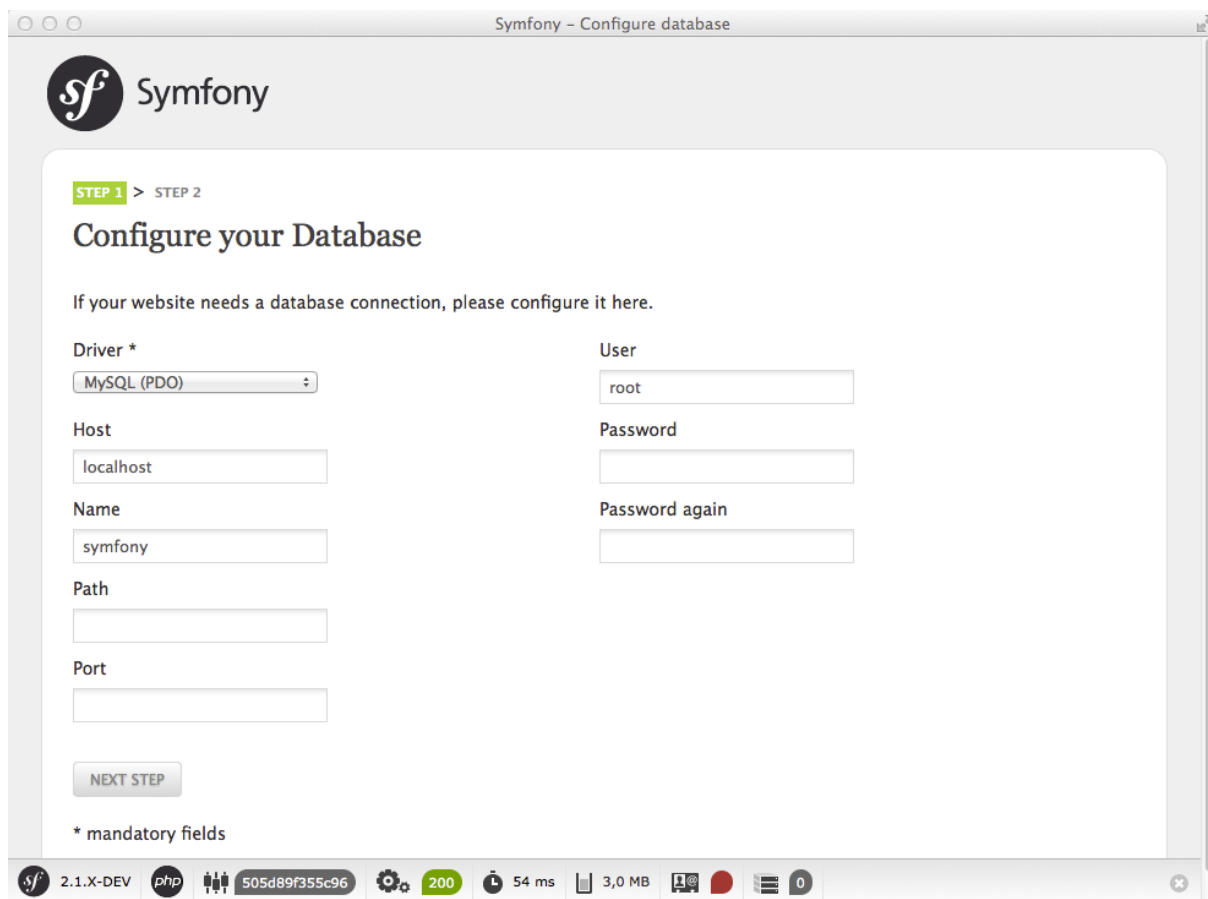 Symfony – Configure database
sf Symfony
STEP 1 > STEP 2
Configure your Database
If your website needs a database connection, please configure it here.
Driver *
MySQL (PDO)
Host
localhost
Name
symfony
Path
Port
User
root
Password
Password again
NEXT STEP
* mandatory fields
sf 2.1.X-DEV php 505d89f355c96 200 54 ms 3,0 MB @ 0